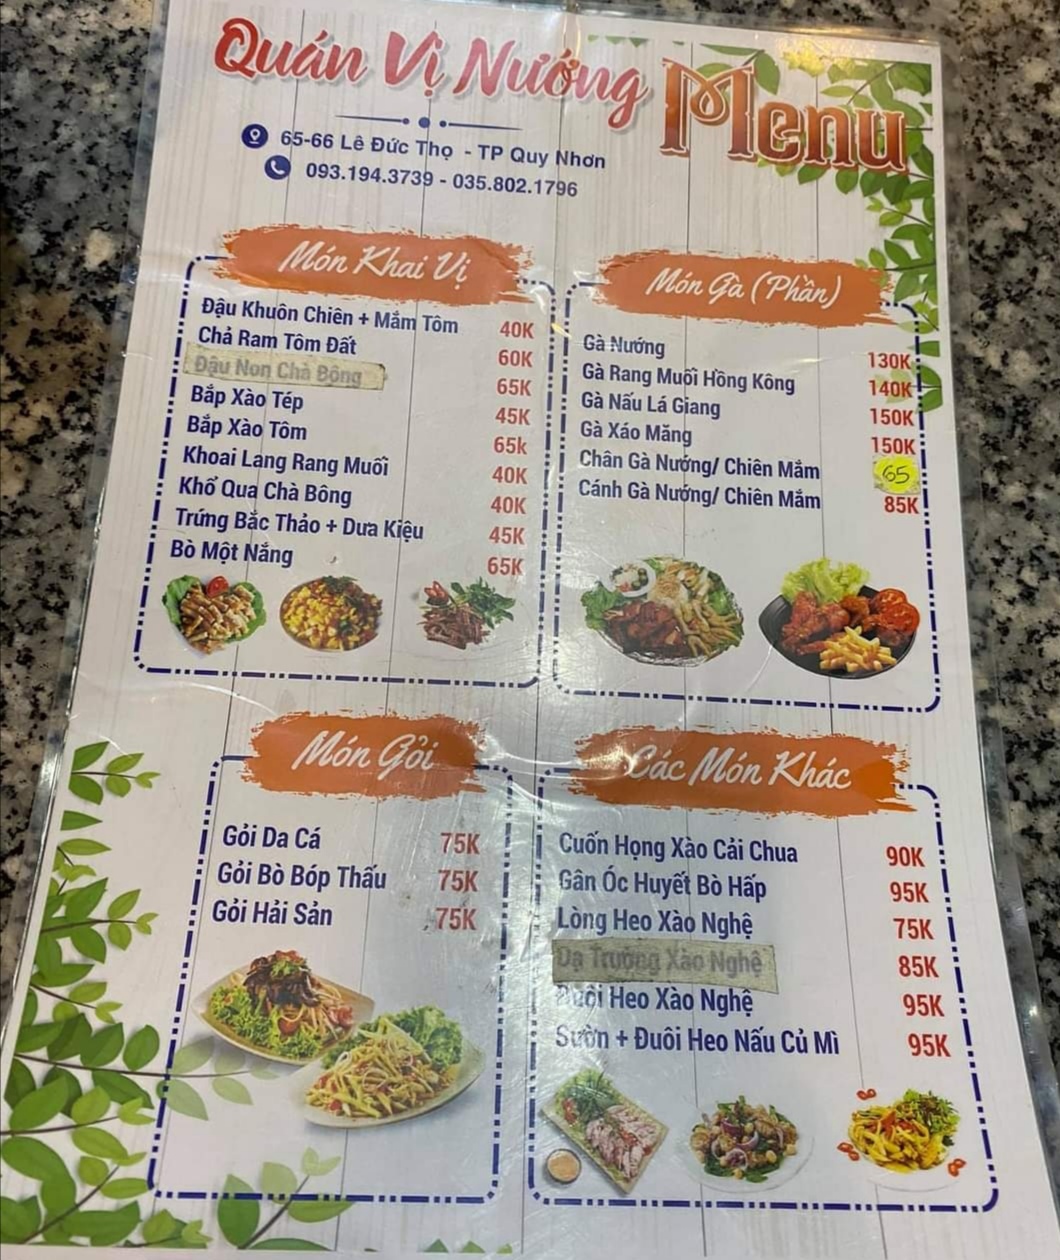 Quán Vị Nướng
Menu
65-66 Lê Đức Thọ - TP Quy Nhơn
093.194.3739 - 035.802.1796
Món Khai Vị
Đậu Khuôn Chiên + Mắm Tôm 40K
Chả Ram Tôm Đất 60K
Đậu Non Chà Bông 65K
Bắp Xào Tép 45K
Bắp Xào Tôm 65k
Khoai Lang Rang Muối 40K
Khổ Qua Chà Bông 40K
Trứng Bắc Thảo + Dưa Kiệu 45K
Bò Một Nắng 65K
Món Gà (Phần)
Gà Nướng 130K
Gà Rang Muối Hồng Kông 140K
Gà Nấu Lá Giang 150K
Gà Xáo Măng 150K
Chân Gà Nướng/ Chiên Mắm 65
Cánh Gà Nướng/ Chiên Mắm 85K
Món Gỏi
Gỏi Da Cá 75K
Gỏi Bò Bóp Thấu 75K
Gỏi Hải Sản 75K
Các Món Khác
Cuốn Họng Xào Cải Chua 90K
Gân Óc Huyết Bò Hấp 95K
Lòng Heo Xào Nghệ 75K
Dạ Trường Xào Nghệ 85K
Đuôi Heo Xào Nghệ 95K
Sườn + Đuôi Heo Nấu Củ Mì 95K